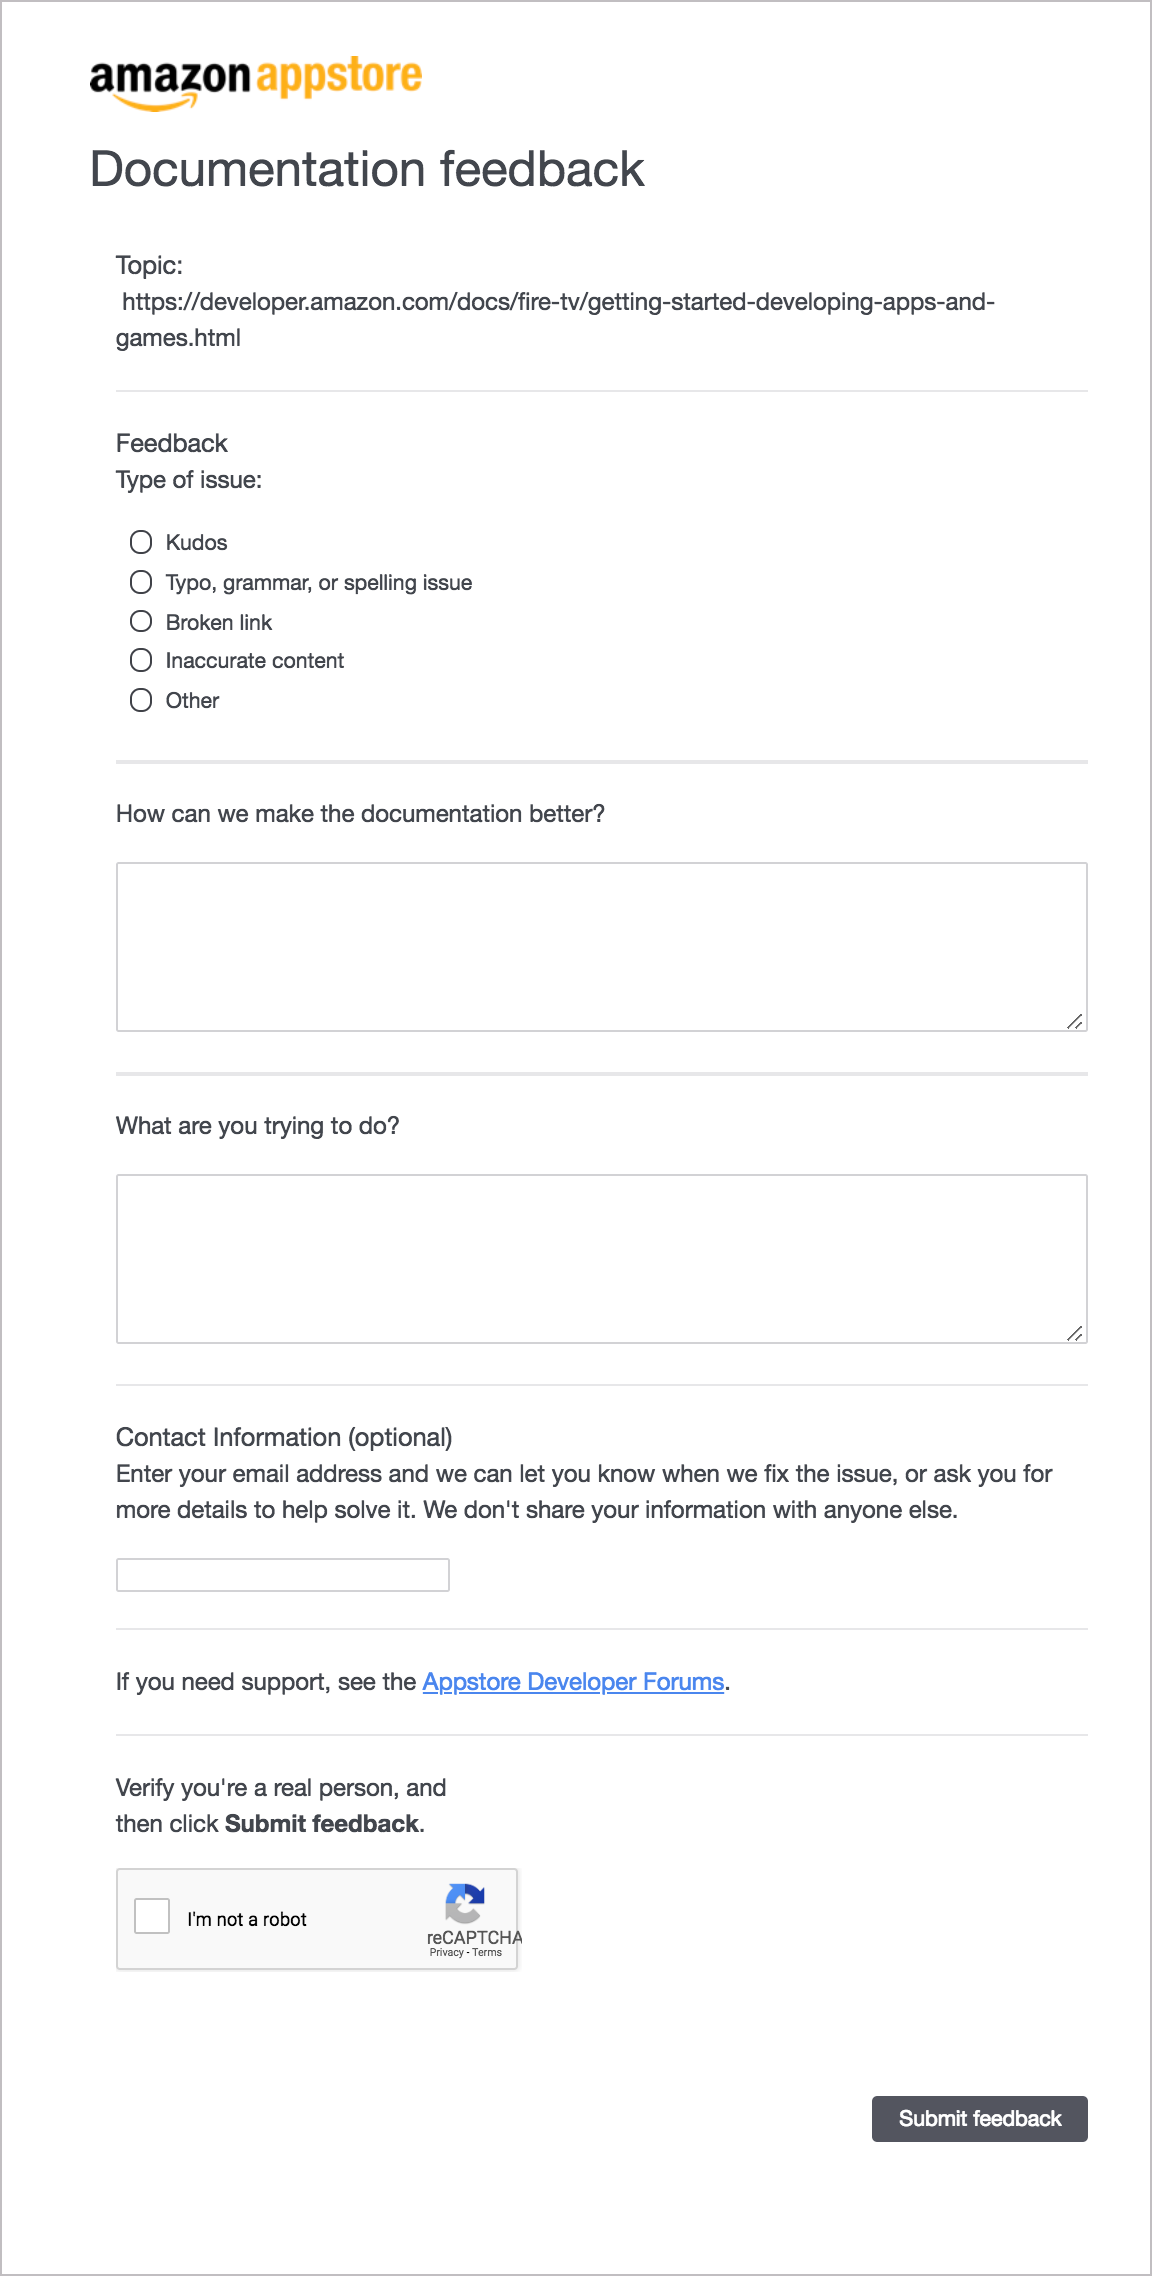 amazon appstore
Documentation feedback
Topic:
https://developer.amazon.com/docs/fire-tv/getting-started-developing-apps-and-
games.html
Feedback
Type of issue:
Kudos
Typo, grammar, or spelling issue
Broken link
Inaccurate content
Other
How can we make the documentation better?
What are you trying to do?
Contact Information (optional)
Enter your email address and we can let you know when we fix the issue, or ask you for
more details to help solve it. We don't share your information with anyone else.
If you need support, see the Appstore Developer Forums.
Verify you're a real person, and
then click Submit feedback.
I'm not a robot
reCAPTCHA
Privacy - Terms
Submit feedback